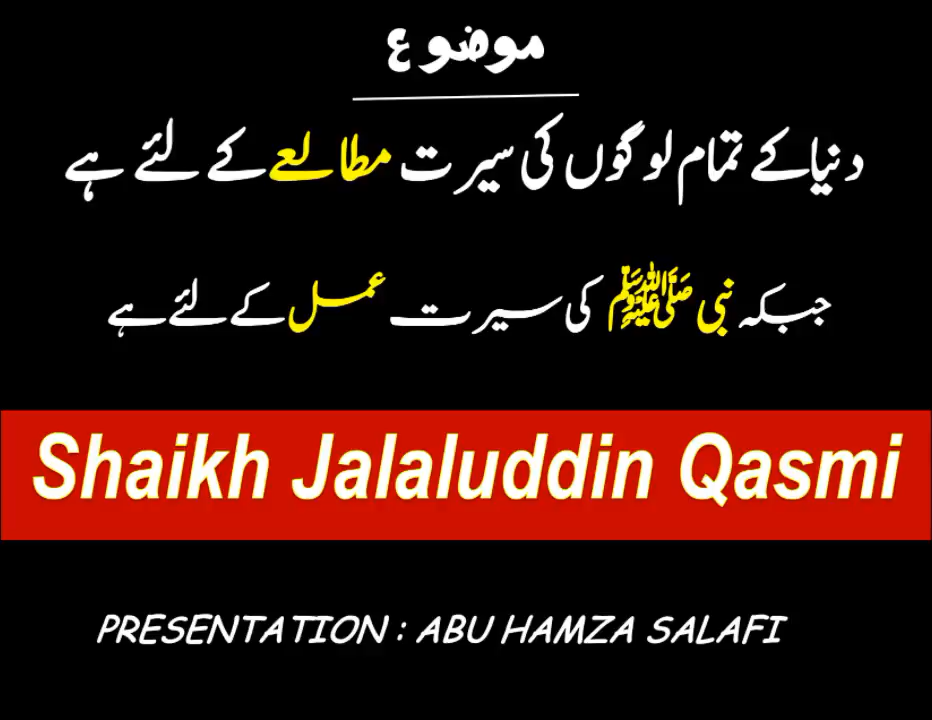 موضوع
دنیا کے تمام لوگوں کی سیرت مطالعے کے لئے ہے
جبکہ نبی ﷺ کی سیرت عمل کے لئے ہے
Shaikh Jalaluddin Qasmi
PRESENTATION : ABU HAMZA SALAFI